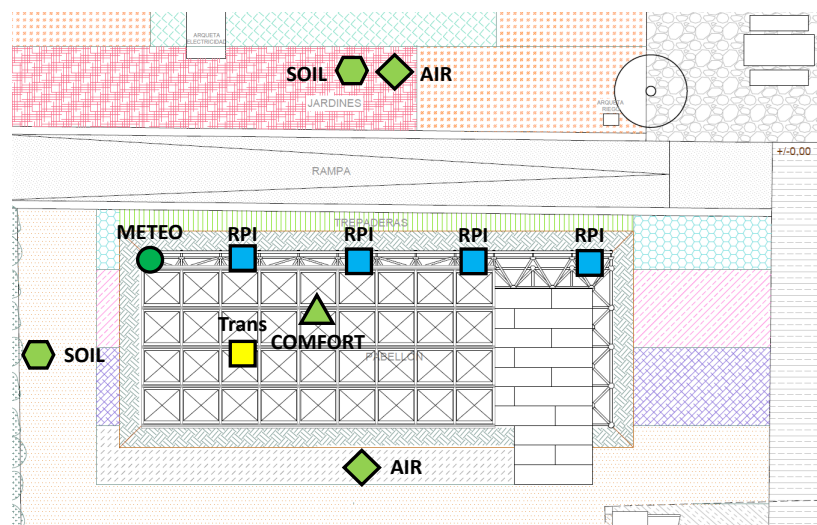 ARQUETA
ELECTRICIDAD
SOIL
AIR
JARDINES
ARQUETA
RIEGO
+/-0,00
RAMPA
TREPADERAS
METEO
RPI
RPI
RPI
RPI
Trans
COMFORT
PABELLÓN
SOIL
AIR